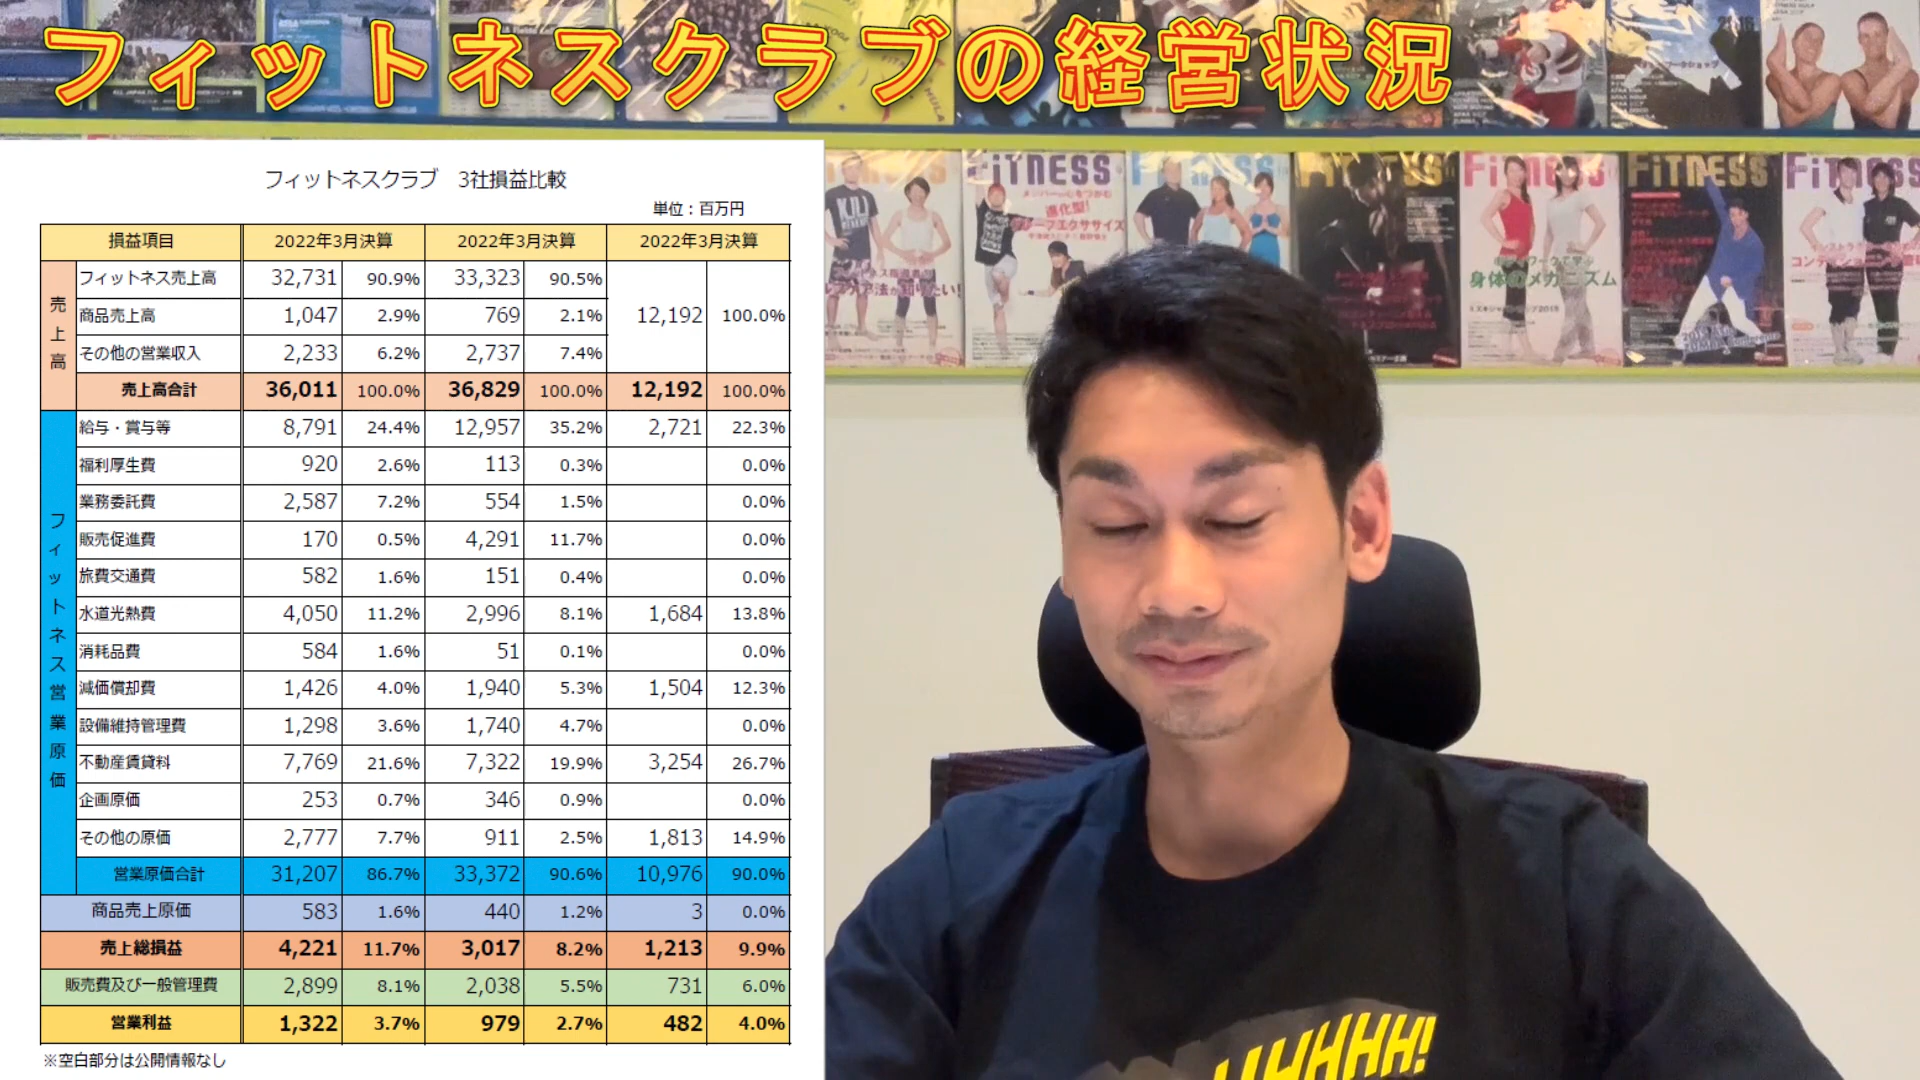 フィットネスクラブの経営状況
フィットネスクラブ 3社損益比較
単位：百万円
損益項目 2022年3月決算 2022年3月決算 2022年3月決算
売上高
フィットネス売上高 32,731 90.9% 33,323 90.5%
商品売上高 1,047 2.9% 769 2.1% 12,192 100.0%
その他の営業収入 2,233 6.2% 2,737 7.4%
売上高合計 36,011 100.0% 36,829 100.0% 12,192 100.0%
フィットネス営業原価
給与・賞与等 8,791 24.4% 12,957 35.2% 2,721 22.3%
福利厚生費 920 2.6% 113 0.3% 0.0%
業務委託費 2,587 7.2% 554 1.5% 0.0%
販売促進費 170 0.5% 4,291 11.7% 0.0%
旅費交通費 582 1.6% 151 0.4% 0.0%
水道光熱費 4,050 11.2% 2,996 8.1% 1,684 13.8%
消耗品費 584 1.6% 51 0.1% 0.0%
減価償却費 1,426 4.0% 1,940 5.3% 1,504 12.3%
設備維持管理費 1,298 3.6% 1,740 4.7% 0.0%
不動産賃貸料 7,769 21.6% 7,322 19.9% 3,254 26.7%
企画原価 253 0.7% 346 0.9% 0.0%
その他の原価 2,777 7.7% 911 2.5% 1,813 14.9%
営業原価合計 31,207 86.7% 33,372 90.6% 10,976 90.0%
商品売上原価 583 1.6% 440 1.2% 3 0.0%
売上総損益 4,221 11.7% 3,017 8.2% 1,213 9.9%
販売費及び一般管理費 2,899 8.1% 2,038 5.5% 731 6.0%
営業利益 1,322 3.7% 979 2.7% 482 4.0%
※空白部分は公開情報なし
FiTNESS
進化型!
グループエクササイズ
FiTNESS
身体のメカニズム
FiTNESS
FiTNESS